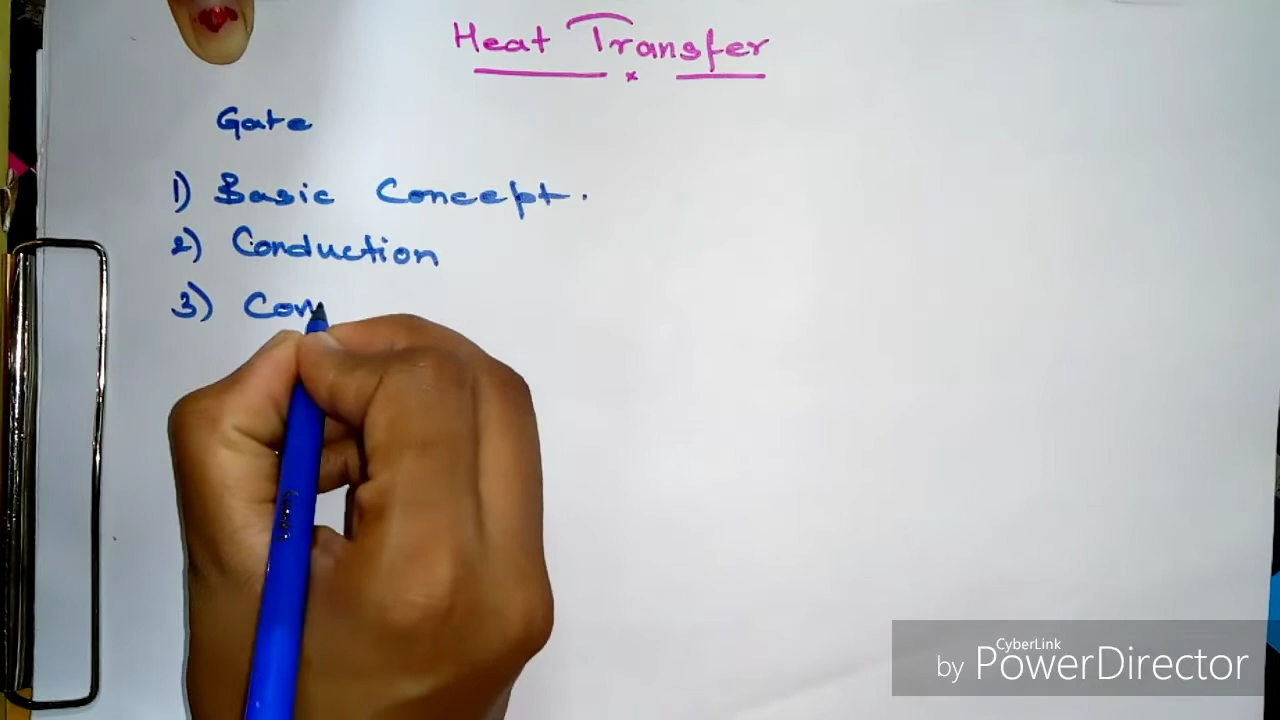 Heat Transfer
Gate
1) Basic Concept.
2) Conduction
3) Con
CyberLink
by PowerDirector